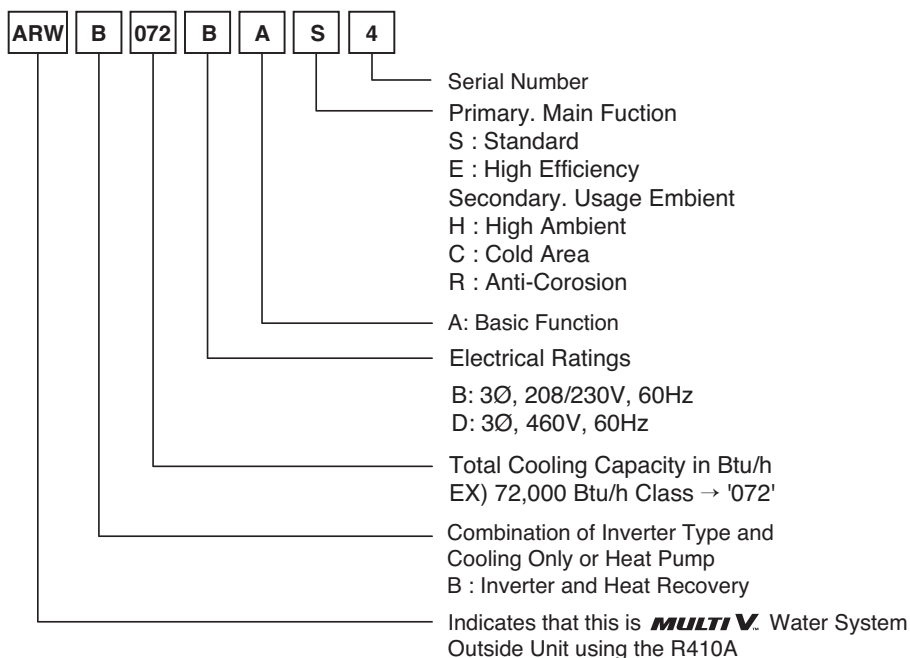 ARW B 072 B A S 4
Serial Number
Primary. Main Fuction
S : Standard
E : High Efficiency
Secondary. Usage Embient
H : High Ambient
C : Cold Area
R : Anti-Corosion
A: Basic Function
Electrical Ratings
B: 3Ø, 208/230V, 60Hz
D: 3Ø, 460V, 60Hz
Total Cooling Capacity in Btu/h
EX) 72,000 Btu/h Class → '072'
Combination of Inverter Type and
Cooling Only or Heat Pump
B : Inverter and Heat Recovery
Indicates that this is MULTI V™ Water System
Outside Unit using the R410A